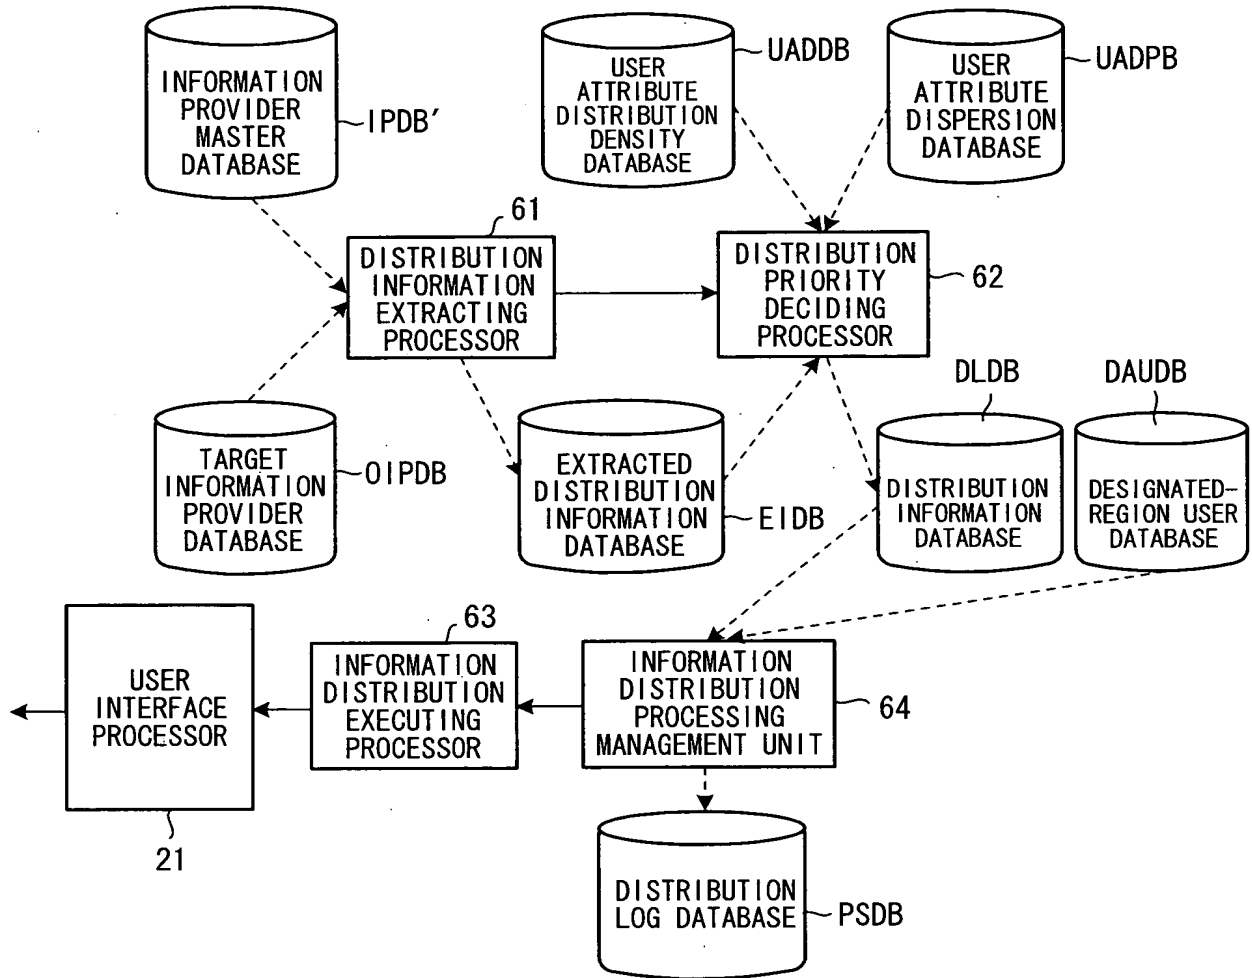 INFORMATION
PROVIDER
MASTER
DATABASE
IPDB′
USER
ATTRIBUTE
DISTRIBUTION
DENSITY
DATABASE
UADDB
USER
ATTRIBUTE
DISPERSION
DATABASE
UADPB
61
DISTRIBUTION
INFORMATION
EXTRACTING
PROCESSOR
DISTRIBUTION
PRIORITY
DECIDING
PROCESSOR
62
TARGET
INFORMATION
PROVIDER
DATABASE
OIPDB
EXTRACTED
DISTRIBUTION
INFORMATION
DATABASE
EIDB
DLDB
DISTRIBUTION
INFORMATION
DATABASE
DAUDB
DESIGNATED-
REGION USER
DATABASE
USER
INTERFACE
PROCESSOR
21
63
INFORMATION
DISTRIBUTION
EXECUTING
PROCESSOR
INFORMATION
DISTRIBUTION
PROCESSING
MANAGEMENT UNIT
64
DISTRIBUTION
LOG DATABASE
PSDB